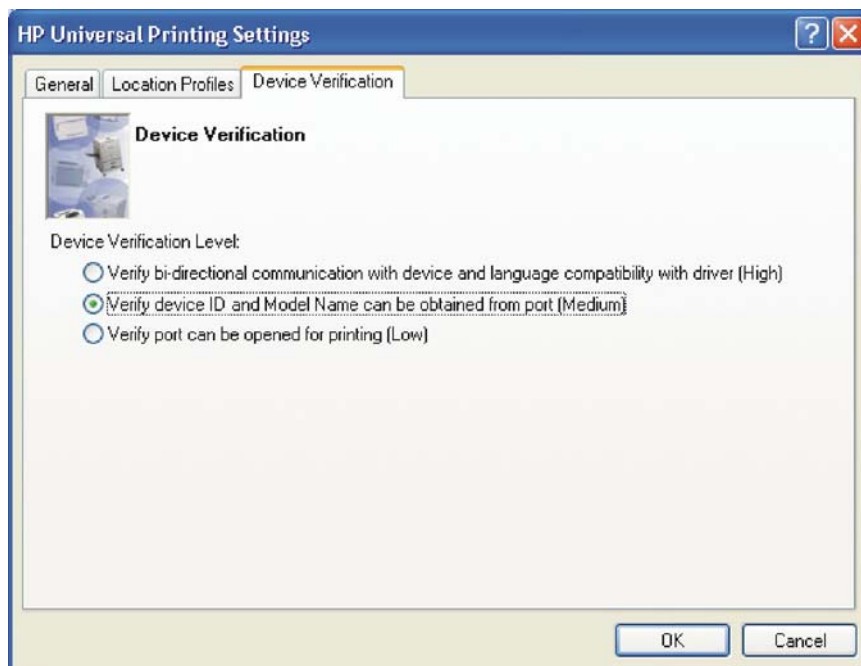 HP Universal Printing Settings
General Location Profiles Device Verification
Device Verification
Device Verification Level:
Verify bi-directional communication with device and language compatibility with driver (High)
Verify device ID and Model Name can be obtained from port (Medium)
Verify port can be opened for printing (Low)
OK Cancel